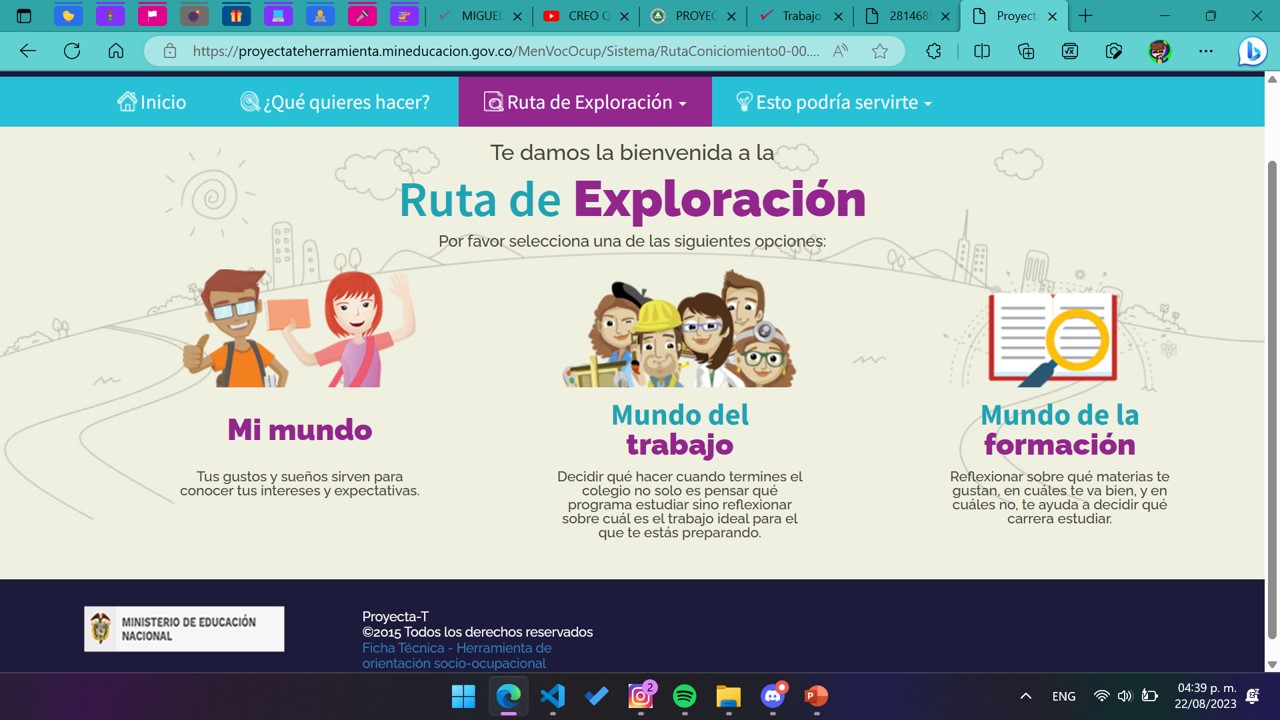 MIGUEL
CREO Q
PROYEC
Trabajo
281468
Proyect
https://proyectateherramienta.mineducacion.gov.co/MenVocOcup/Sistema/RutaConiciomiento0-00....
Inicio
¿Qué quieres hacer?
Ruta de Exploración
Esto podría servirte
Te damos la bienvenida a la
Ruta de Exploración
Por favor selecciona una de las siguientes opciones:
Mi mundo
Tus gustos y sueños sirven para
conocer tus intereses y expectativas.
Mundo del
trabajo
Decidir qué hacer cuando termines el
colegio no solo es pensar qué
programa estudiar sino reflexionar
sobre cuál es el trabajo ideal para el
que te estás preparando.
Mundo de la
formación
Reflexionar sobre qué materias te
gustan, en cuáles te va bien, y en
cuáles no, te ayuda a decidir qué
carrera estudiar.
MINISTERIO DE EDUCACIÓN
NACIONAL
Proyecta-T
©2015 Todos los derechos reservados
Ficha Técnica - Herramienta de
orientación socio-ocupacional
2
ENG
04:39 p. m.
22/08/2023